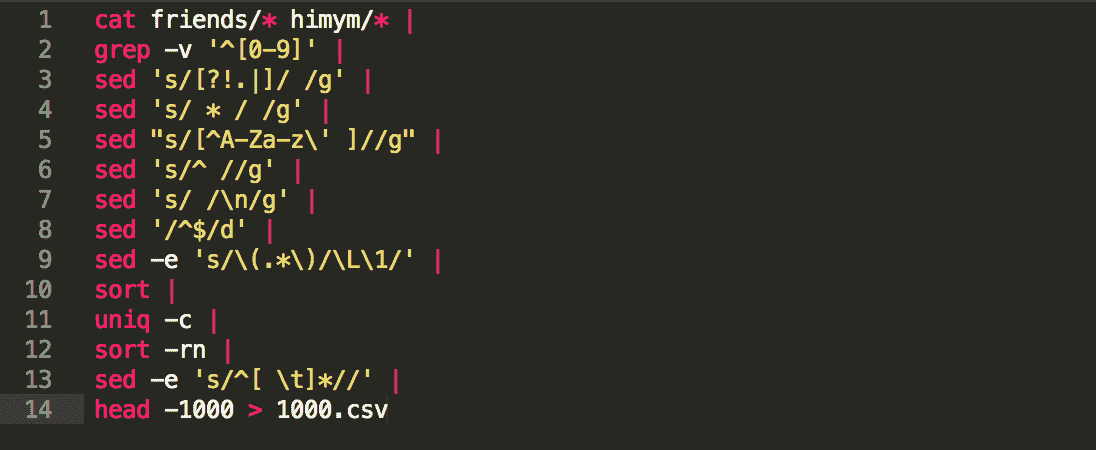 1 cat friends/* himym/* |
2 grep -v '^[0-9]' |
3 sed 's/[?!.|]/ /g' |
4 sed 's/ * / /g' |
5 sed "s/[^A-Za-z\' ]//g" |
6 sed 's/^ //g' |
7 sed 's/ /\n/g' |
8 sed '/^$/d' |
9 sed -e 's/\(.*\)/\L\1/' |
10 sort |
11 uniq -c |
12 sort -rn |
13 sed -e 's/^[ \t]*//' |
14 head -1000 > 1000.csv